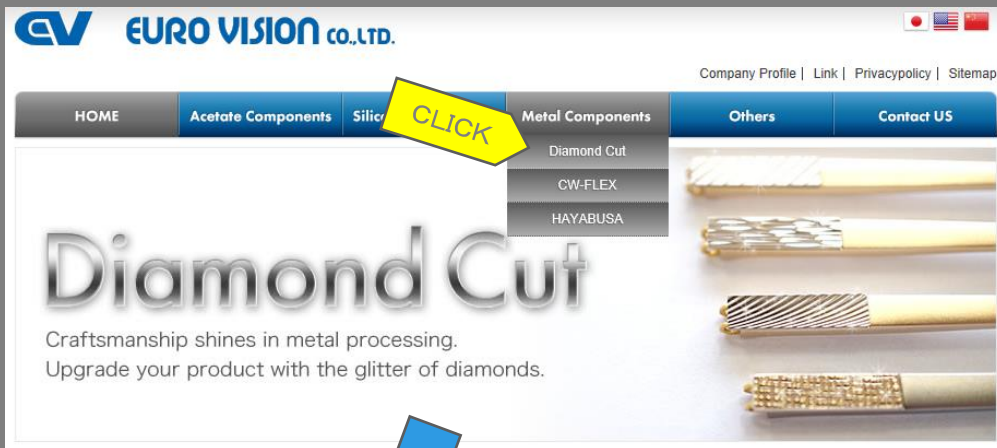 EURO VISION CO.,LTD.
Company Profile | Link | Privacypolicy | Sitemap
HOME
Acetate Components
CLICK
Metal Components
Others
Contact US
Diamond Cut
CW-FLEX
HAYABUSA
Diamond Cut
Craftsmanship shines in metal processing.
Upgrade your product with the glitter of diamonds.